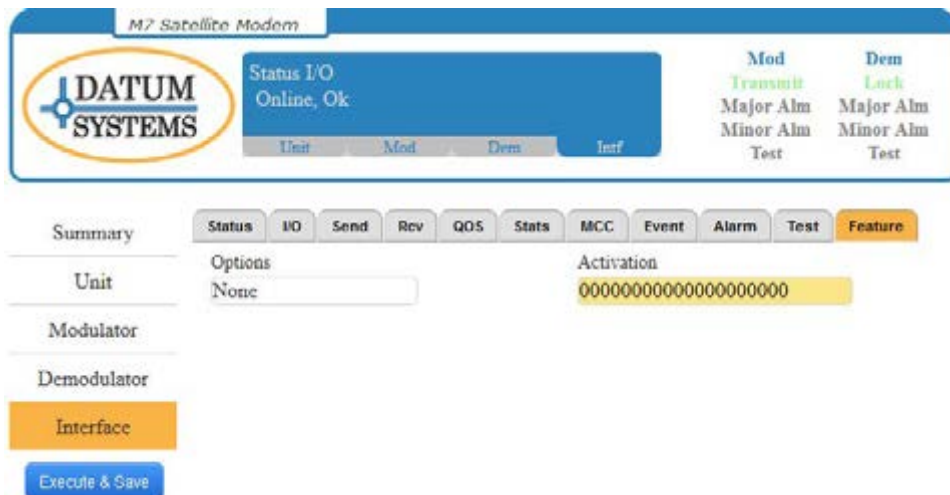 M7 Satellite Modem
DATUM
SYSTEMS
Status I/O
Online, Ok
Unit Mod Dem Intf
Mod Dem
Transmit Lock
Major Alm Major Alm
Minor Alm Minor Alm
Test Test
Summary
Unit
Modulator
Demodulator
Interface
Execute & Save
Status I/O Send Rcv QOS Stats MCC Event Alarm Test Feature
Options Activation
None 00000000000000000000